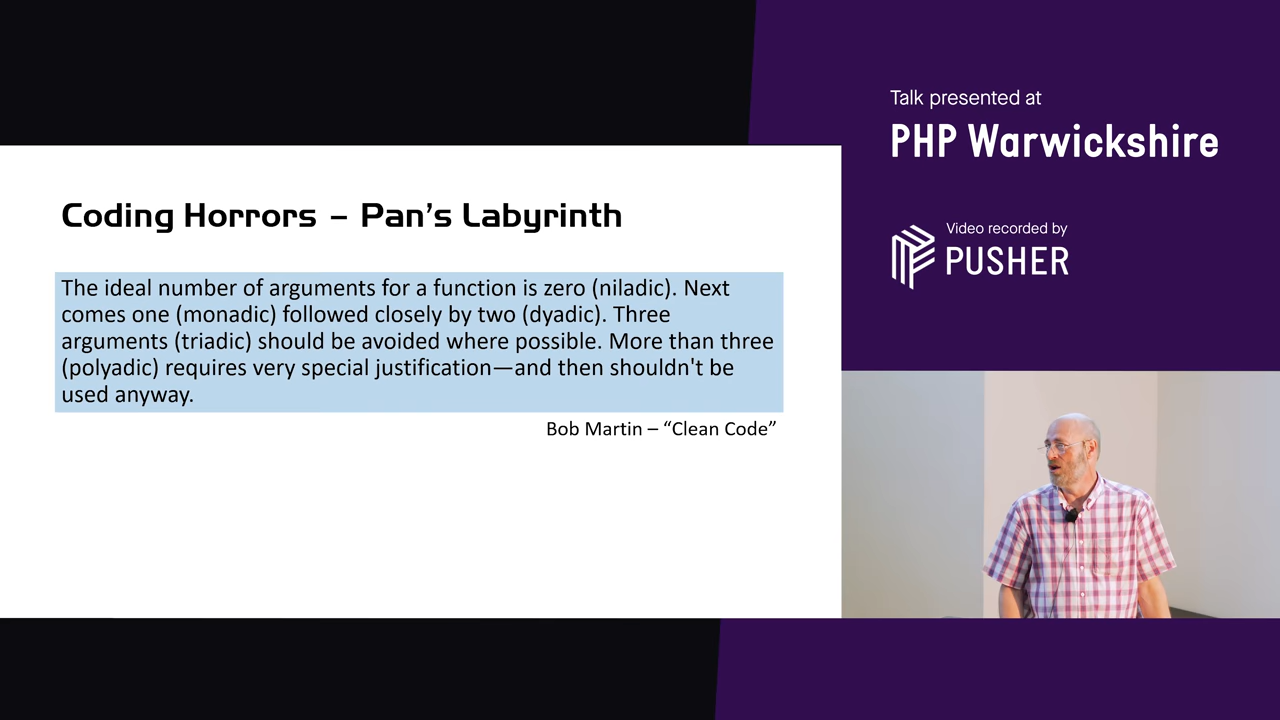 Talk presented at
PHP Warwickshire
Video recorded by
PUSHER
Coding Horrors – Pan’s Labyrinth
The ideal number of arguments for a function is zero (niladic). Next
comes one (monadic) followed closely by two (dyadic). Three
arguments (triadic) should be avoided where possible. More than three
(polyadic) requires very special justification—and then shouldn't be
used anyway.
Bob Martin – “Clean Code”